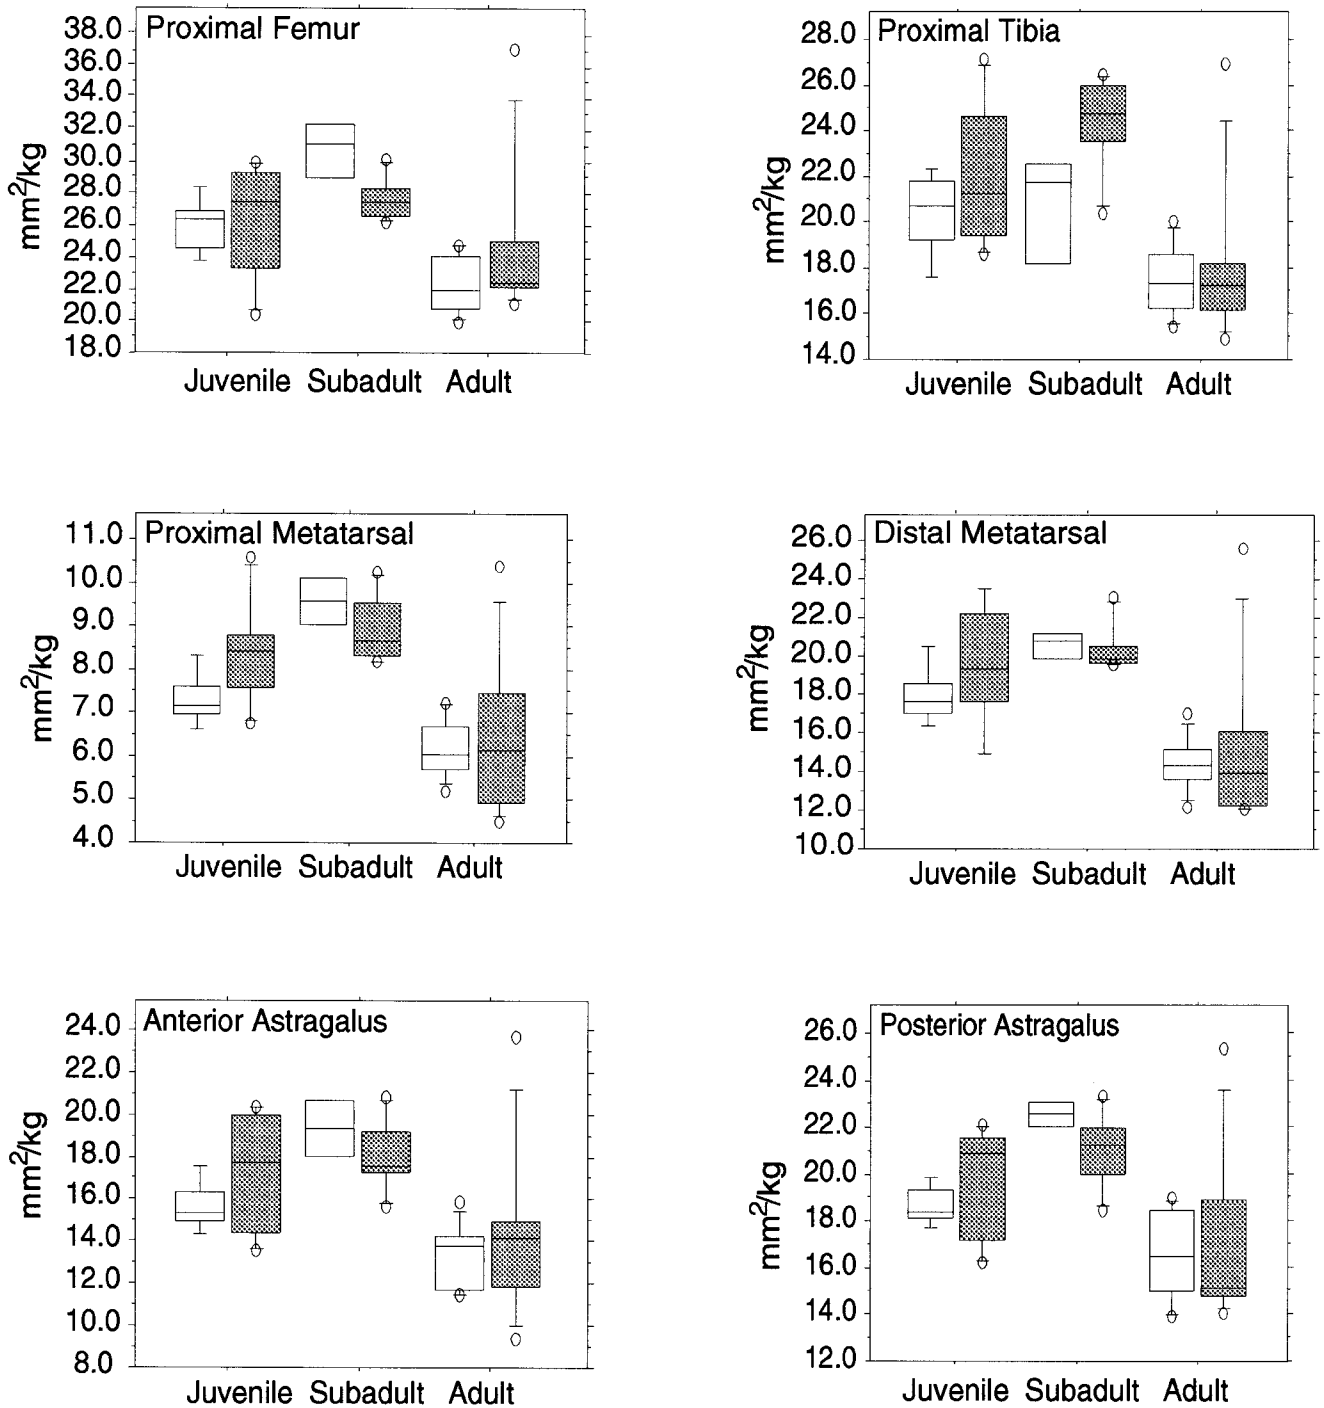 Proximal Femur
38.0
36.0
34.0
32.0
30.0
28.0
26.0
24.0
22.0
20.0
18.0
mm2/kg
Juvenile Subadult Adult
Proximal Tibia
28.0
26.0
24.0
22.0
20.0
18.0
16.0
14.0
mm2/kg
Juvenile Subadult Adult
Proximal Metatarsal
11.0
10.0
9.0
8.0
7.0
6.0
5.0
4.0
mm2/kg
Juvenile Subadult Adult
Distal Metatarsal
26.0
24.0
22.0
20.0
18.0
16.0
14.0
12.0
10.0
mm2/kg
Juvenile Subadult Adult
Anterior Astragalus
24.0
22.0
20.0
18.0
16.0
14.0
12.0
10.0
8.0
mm2/kg
Juvenile Subadult Adult
Posterior Astragalus
26.0
24.0
22.0
20.0
18.0
16.0
14.0
12.0
mm2/kg
Juvenile Subadult Adult